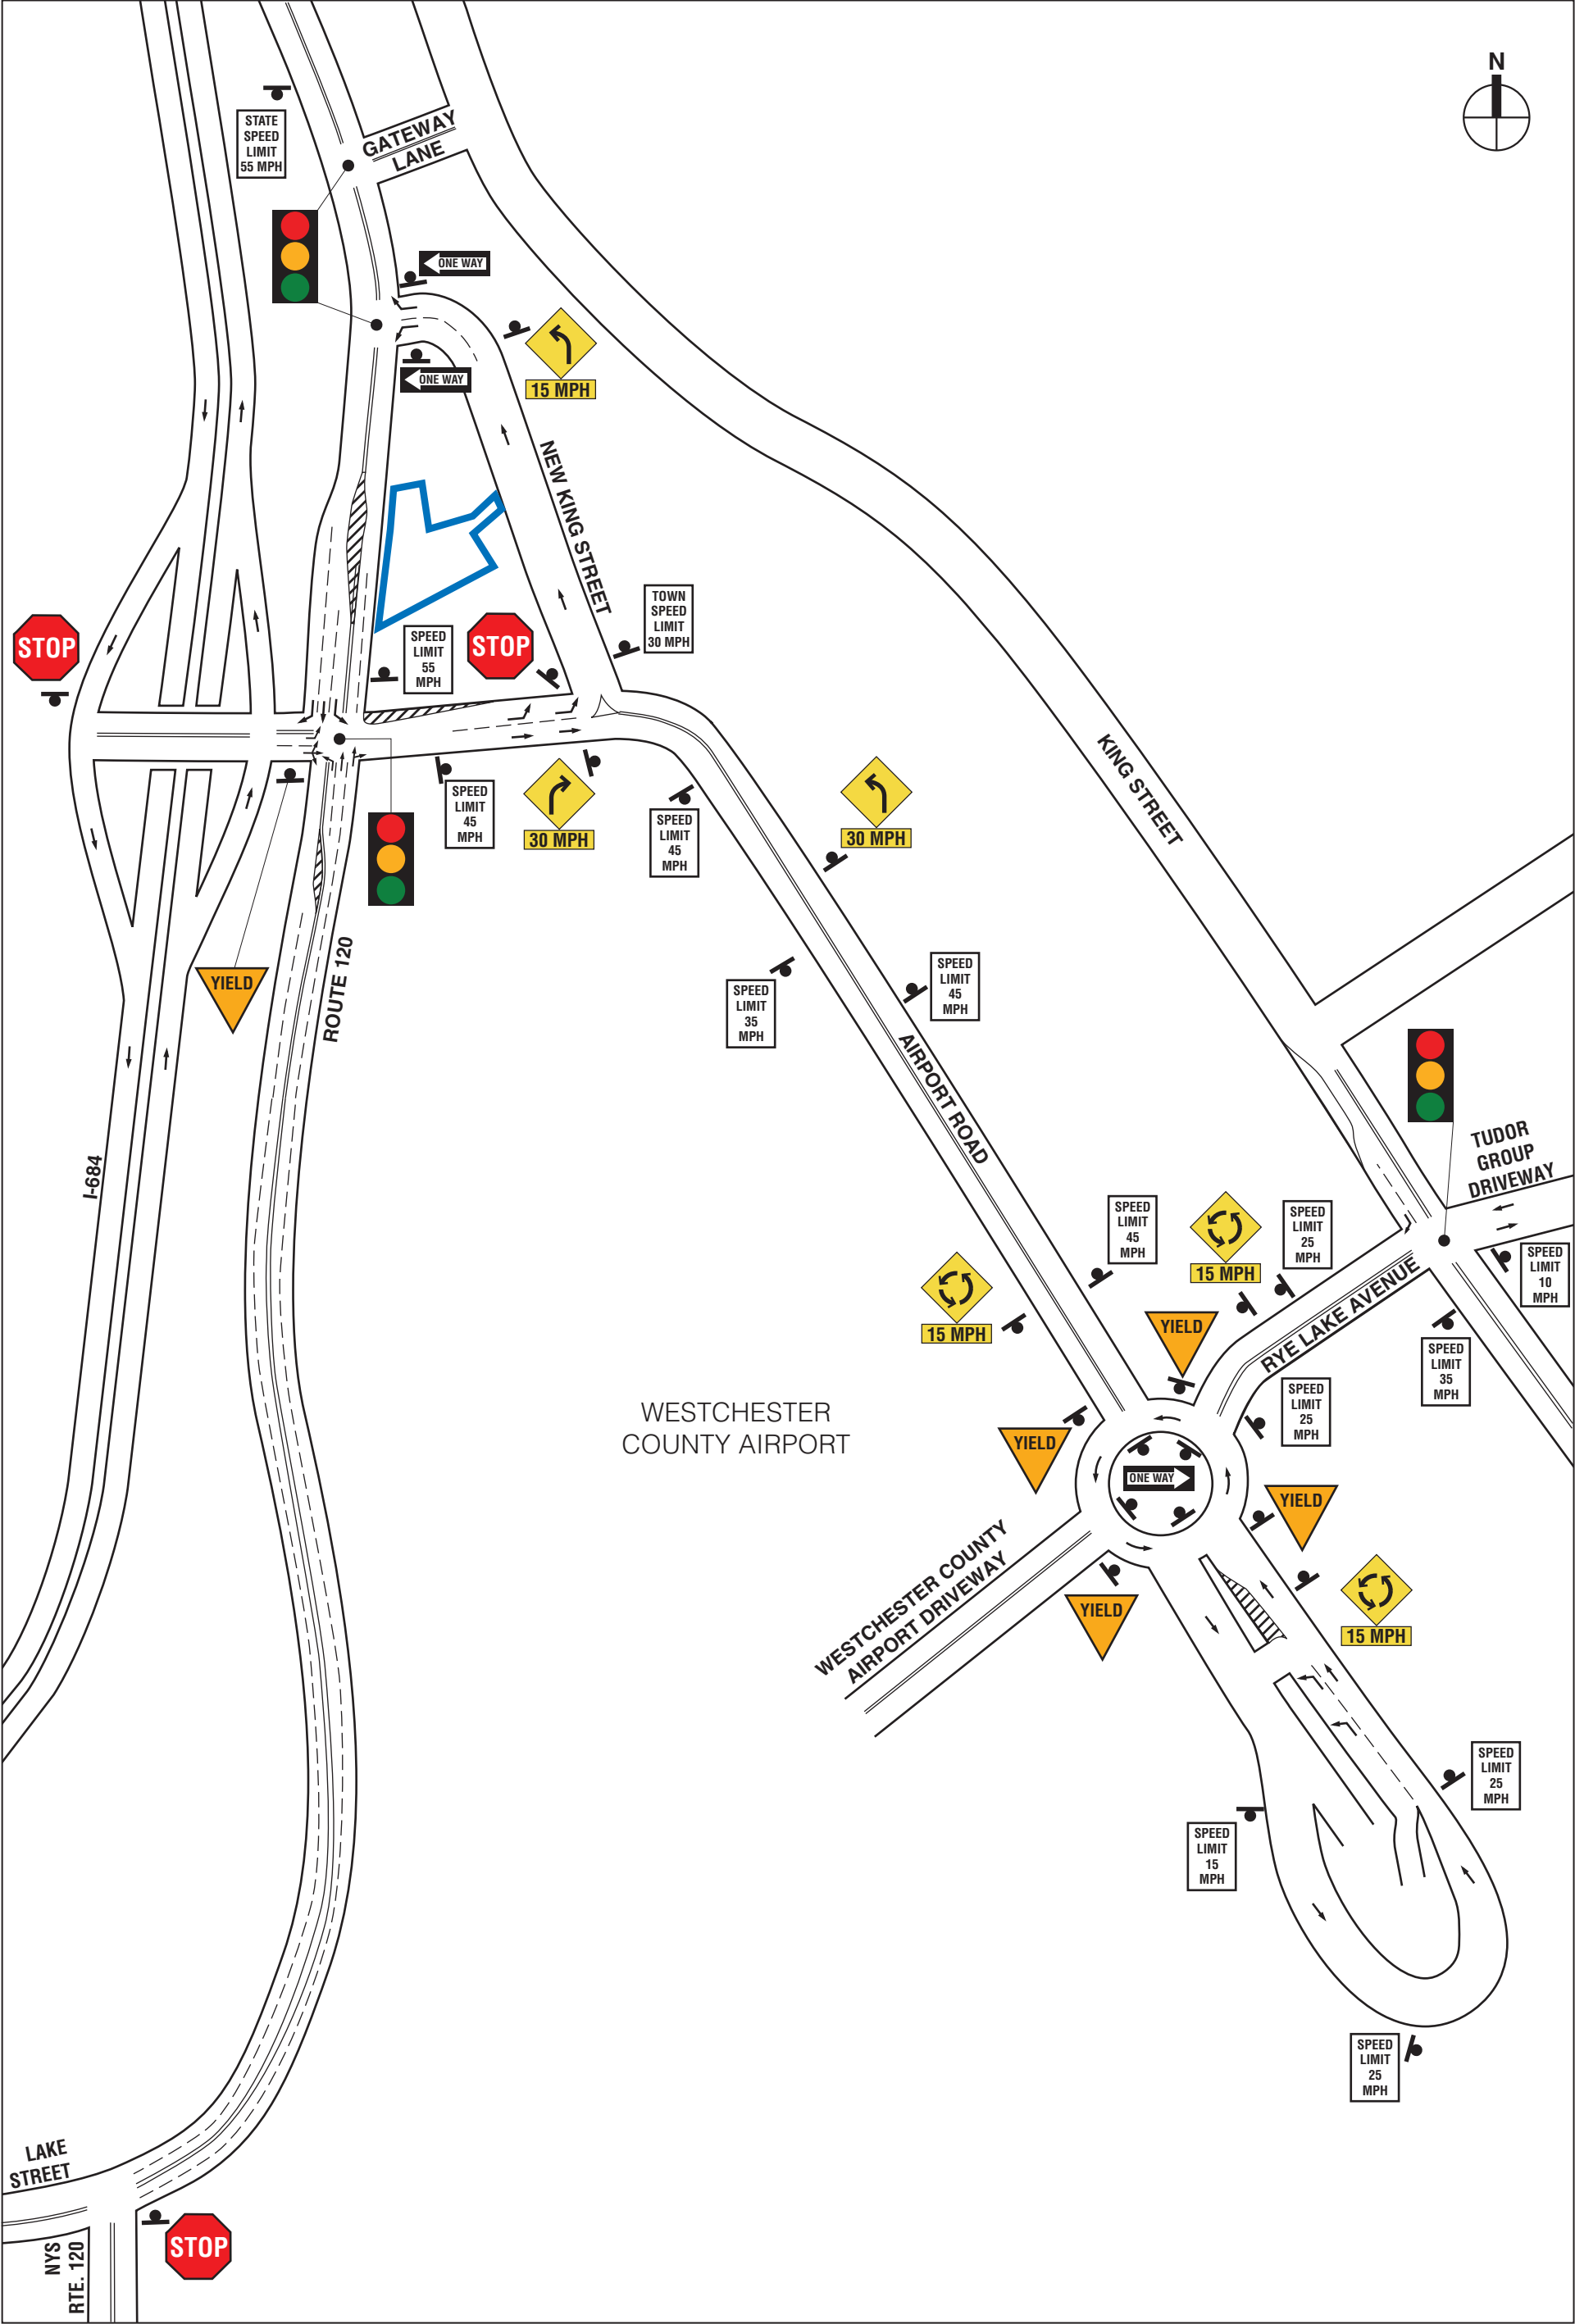 N
STATE
SPEED
LIMIT
55 MPH
GATEWAY
LANE
ONE WAY
ONE WAY
15 MPH
NEW KING STREET
TOWN
SPEED
LIMIT
30 MPH
STOP
STOP
SPEED
LIMIT
55
MPH
SPEED
LIMIT
45
MPH
30 MPH
SPEED
LIMIT
45
MPH
30 MPH
KING STREET
YIELD
ROUTE 120
SPEED
LIMIT
35
MPH
SPEED
LIMIT
45
MPH
AIRPORT ROAD
I-684
TUDOR
GROUP
DRIVEWAY
SPEED
LIMIT
45
MPH
15 MPH
SPEED
LIMIT
25
MPH
SPEED
LIMIT
10
MPH
15 MPH
YIELD
RYE LAKE AVENUE
SPEED
LIMIT
35
MPH
SPEED
LIMIT
25
MPH
WESTCHESTER
COUNTY AIRPORT
YIELD
ONE WAY
YIELD
WESTCHESTER COUNTY
AIRPORT DRIVEWAY
YIELD
15 MPH
SPEED
LIMIT
25
MPH
SPEED
LIMIT
15
MPH
SPEED
LIMIT
25
MPH
LAKE
STREET
STOP
NYS
RTE. 120